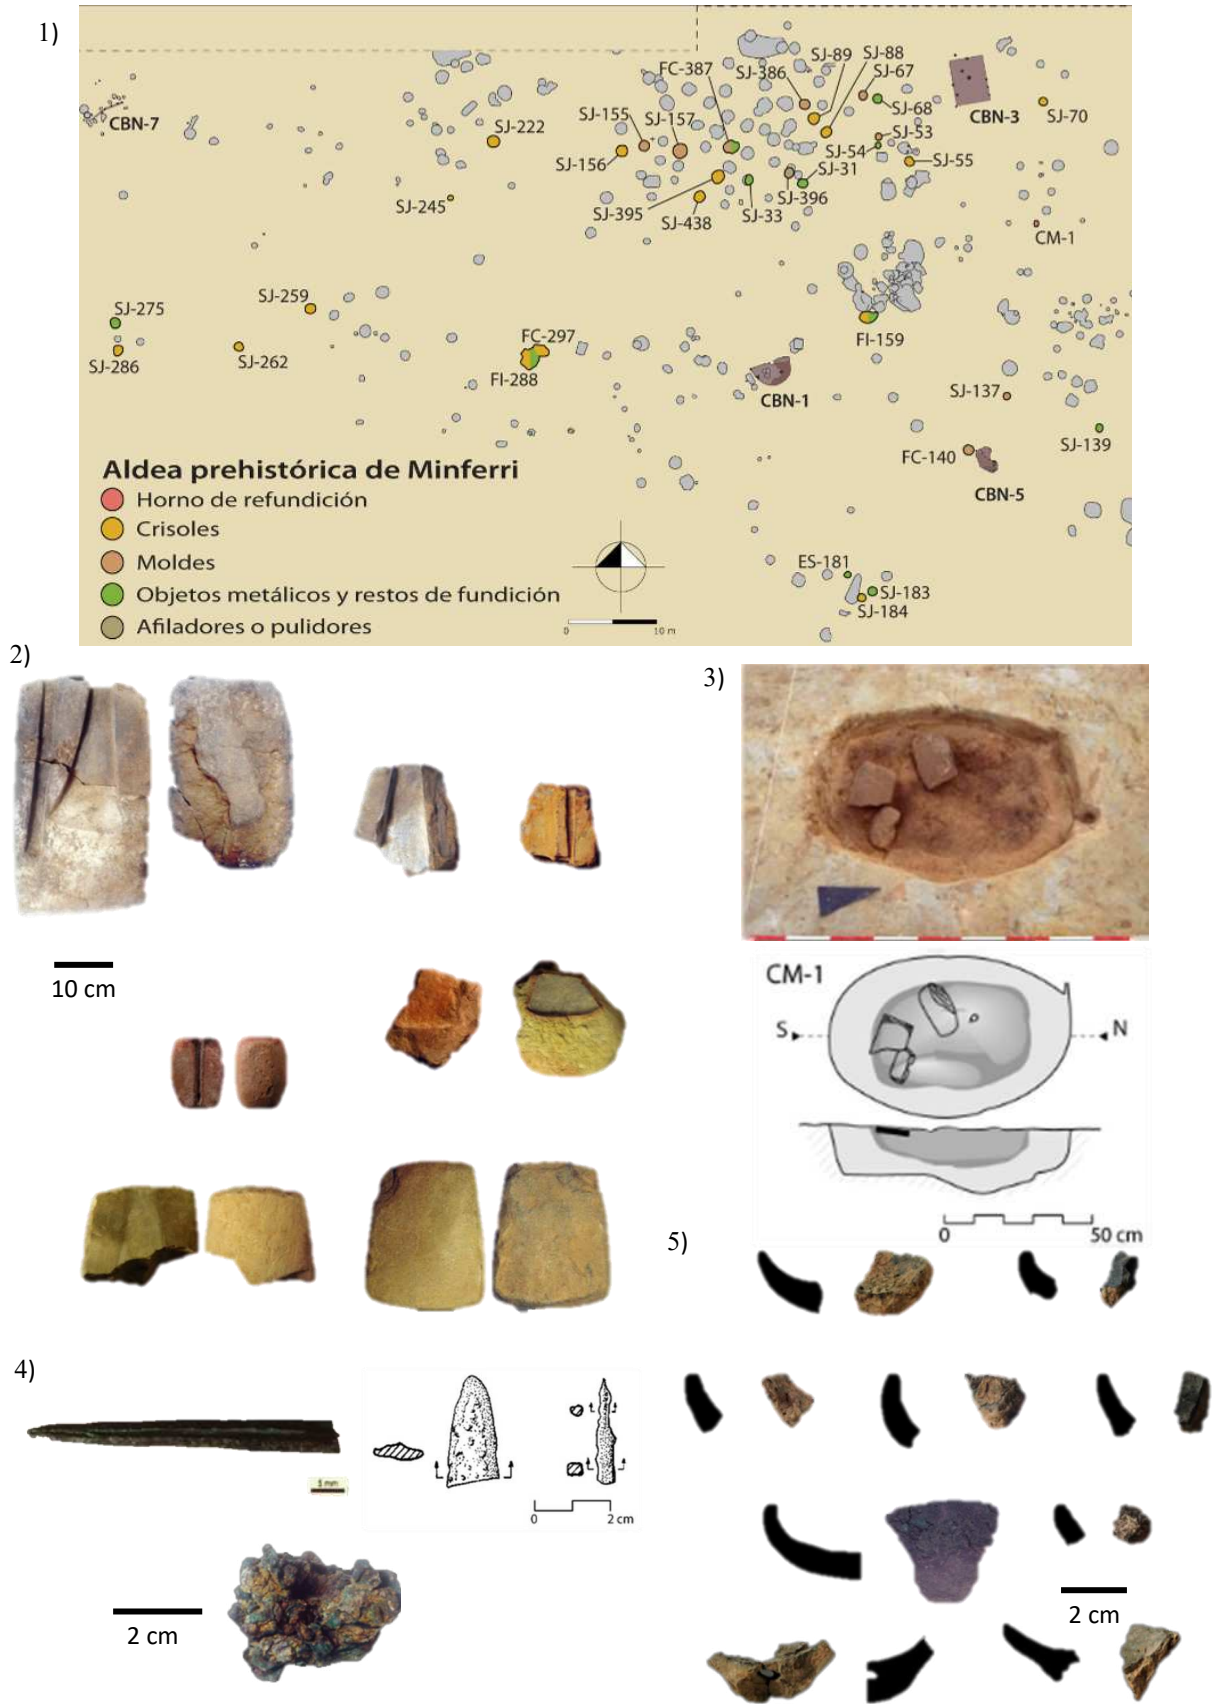 1)
SJ-89
SJ-88
FC-387
SJ-386
SJ-67
CBN-7
SJ-68
CBN-3
SJ-70
SJ-155
SJ-157
SJ-222
SJ-53
SJ-54
SJ-156
SJ-31
SJ-55
SJ-245
SJ-395
SJ-33
SJ-396
SJ-438
CM-1
SJ-259
SJ-275
FC-297
FI-159
SJ-286
SJ-262
FI-288
CBN-1
SJ-137
SJ-139
FC-140
CBN-5
Aldea prehistórica de Minferri
Horno de refundición
Crisoles
Moldes
Objetos metálicos y restos de fundición
Afiladores o pulidores
ES-181
SJ-183
SJ-184
0 10 m
2)
10 cm
3)
CM-1
S N
0 50 cm
4)
5 mm
0 2 cm
2 cm
5)
2 cm